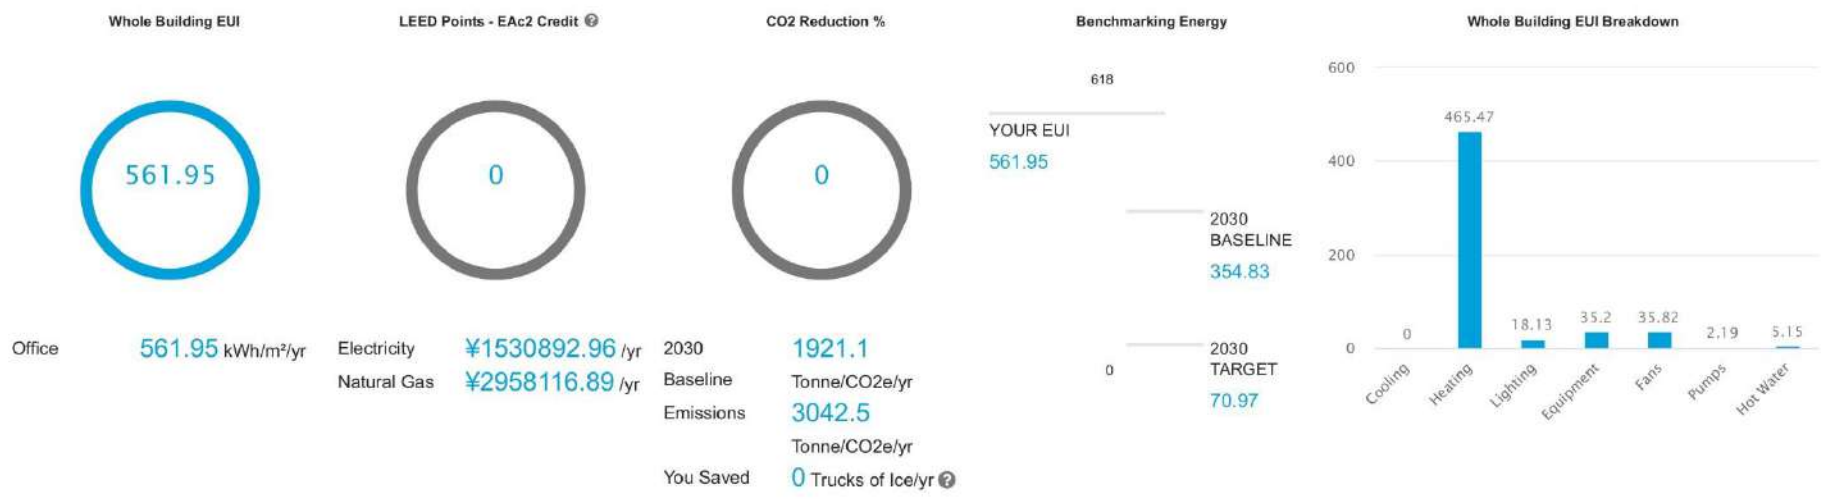 Whole Building EUI
561.95
Office 561.95 kWh/m²/yr
LEED Points - EAc2 Credit ?
0
Electricity ¥1530892.96 /yr
Natural Gas ¥2958116.89 /yr
CO2 Reduction %
0
2030 1921.1
Baseline Tonne/CO2e/yr
Emissions 3042.5
Tonne/CO2e/yr
You Saved 0 Trucks of Ice/yr ?
Benchmarking Energy
618
YOUR EUI
561.95
2030
BASELINE
354.83
0
2030
TARGET
70.97
Whole Building EUI Breakdown
600
400
200
0
0
465.47
18.13
35.2
35.82
2.19
5.15
Cooling
Heating
Lighting
Equipment
Fans
Pumps
Hot Water